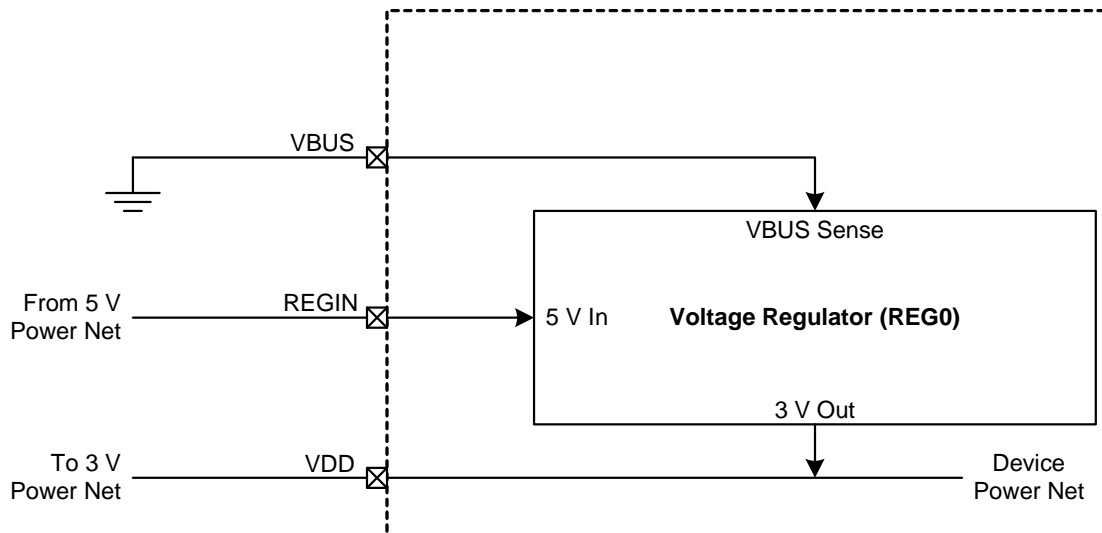 VBUS
VBUS Sense
From 5 V
Power Net
REGIN
5 V In
Voltage Regulator (REG0)
3 V Out
To 3 V
Power Net
VDD
Device
Power Net